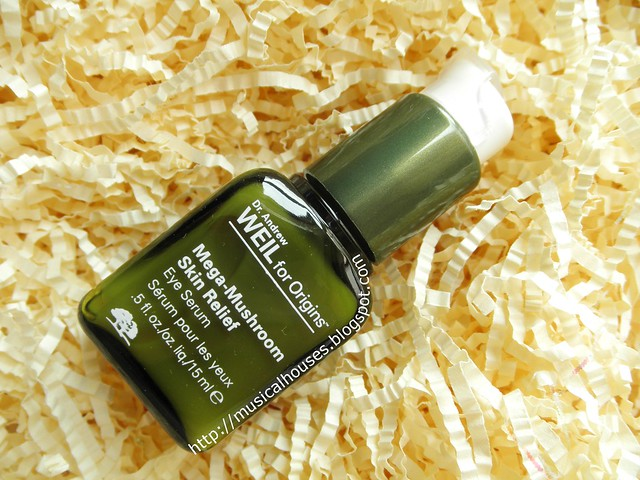 Dr. Andrew
WEIL for Origins™
Mega-Mushroom
Skin Relief
Eye Serum
Sérum pour les yeux
.5 fl.oz/oz.liq/15 ml ℮
http://musicalhouses.blogspot.com